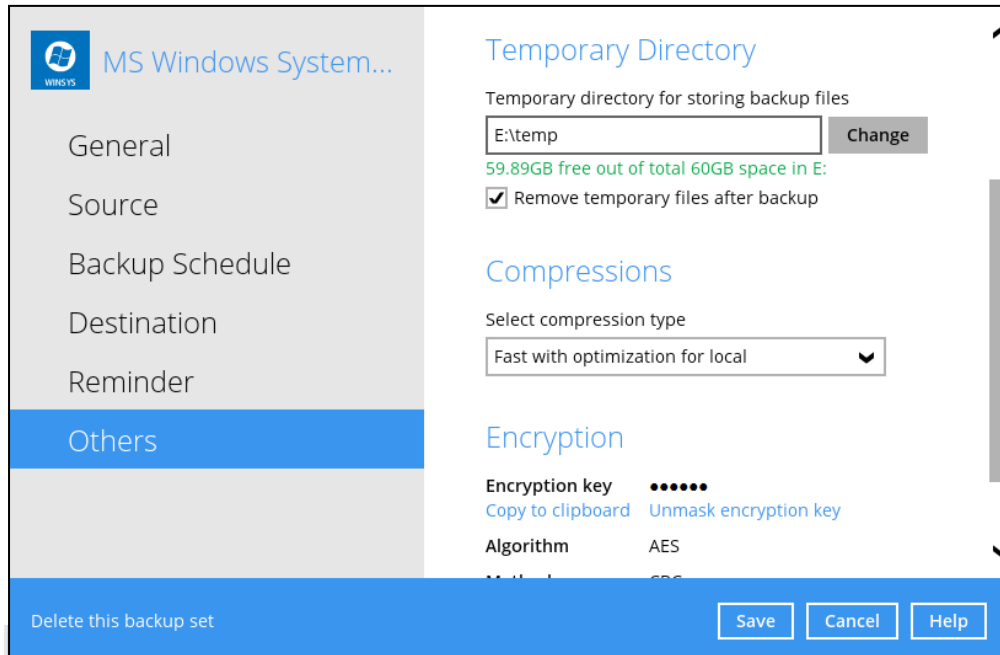 WINSYS
MS Windows System...
General
Source
Backup Schedule
Destination
Reminder
Others
Temporary Directory
Temporary directory for storing backup files
E:\temp
Change
59.89GB free out of total 60GB space in E:
Remove temporary files after backup
Compressions
Select compression type
Fast with optimization for local
Encryption
Encryption key ●●●●●●
Copy to clipboard Unmask encryption key
Algorithm AES
Delete this backup set
Save Cancel Help